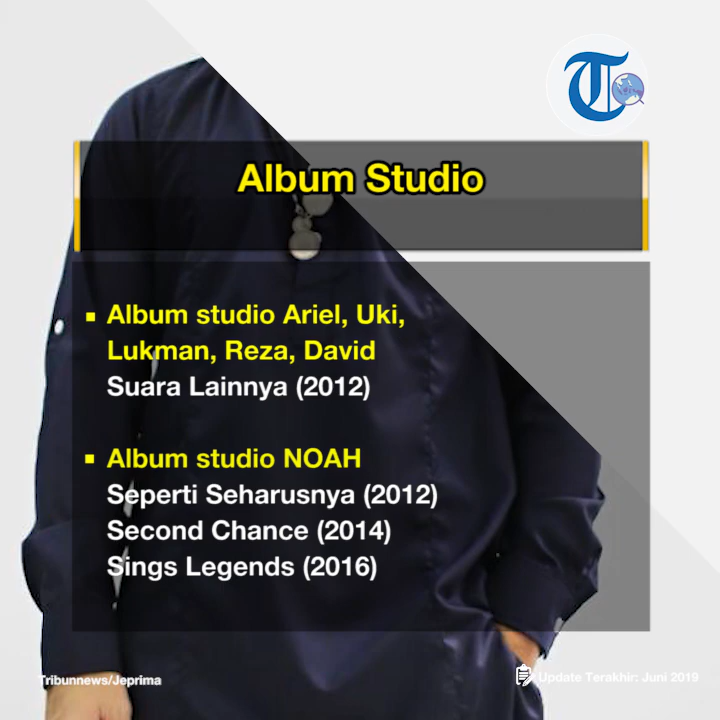 T
Album Studio
Album studio Ariel, Uki,
Lukman, Reza, David
Suara Lainnya (2012)
Album studio NOAH
Seperti Seharusnya (2012)
Second Chance (2014)
Sings Legends (2016)
Tribunnews/Jeprima
Update Terakhir: Juni 2019